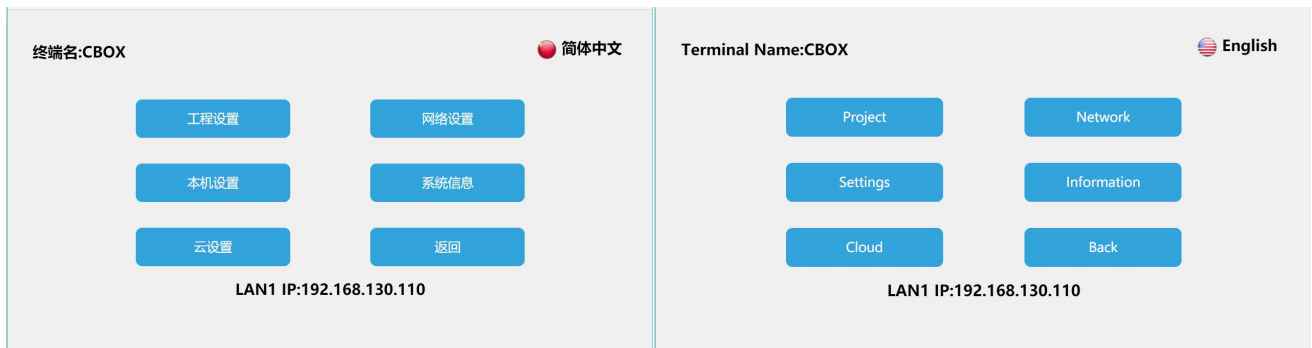 终端名:CBOX
简体中文
工程设置
网络设置
本机设置
系统信息
云设置
返回
LAN1 IP:192.168.130.110
Terminal Name:CBOX
English
Project
Network
Settings
Information
Cloud
Back
LAN1 IP:192.168.130.110